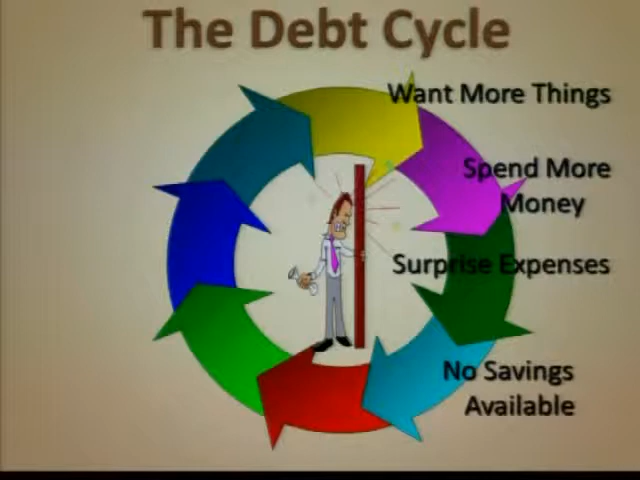 The Debt Cycle
Want More Things
Spend More
Money
Surprise Expenses
No Savings
Available